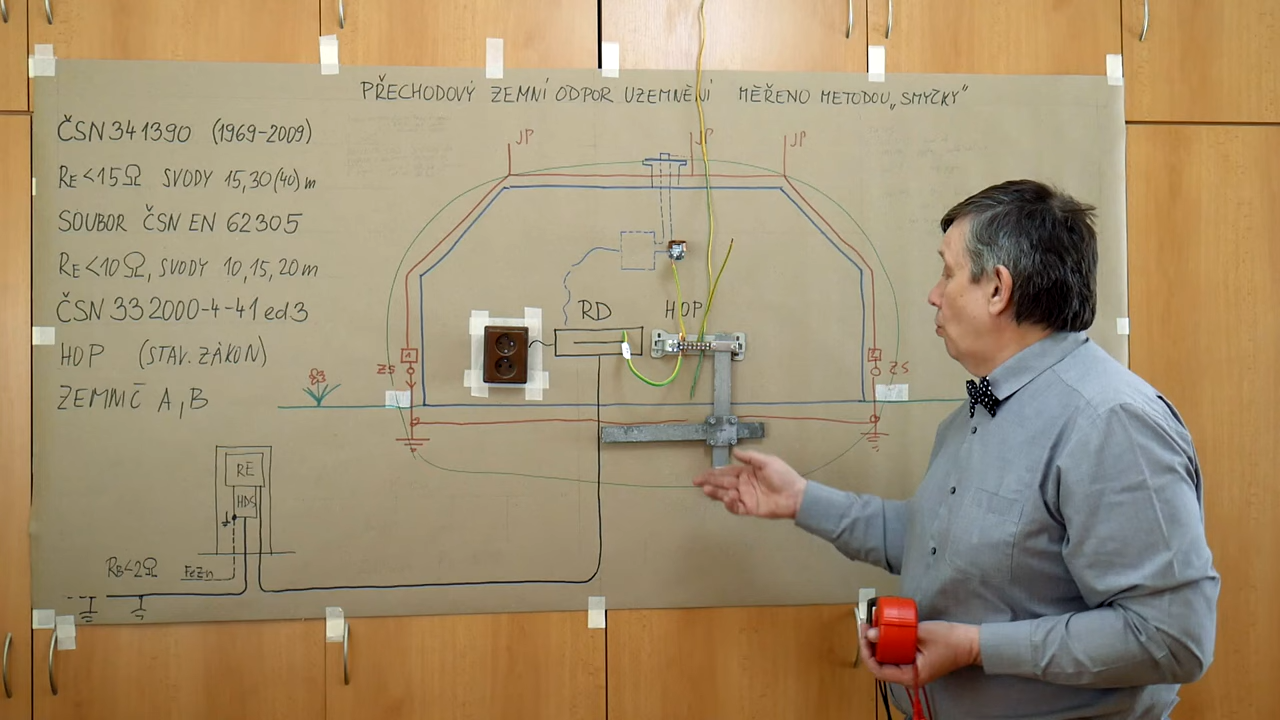 PŘECHODOVÝ ZEMNÍ ODPOR UZEMNĚNÍ MĚŘENO METODOU „SMYČKY“
ČSN 341390 (1969-2009)
RE<15Ω SVODY 15,30(40)m
SOUBOR ČSN EN 62305
RE<10Ω, SVODY 10,15,20m
ČSN 33 2000-4-41 ed3
HOP (STAV. ZÁKON)
ZEMNIČ A, B
JP
JP
JP
RD
HOP
ZS
ZS
RE
HDS
RB<2Ω
FeZn